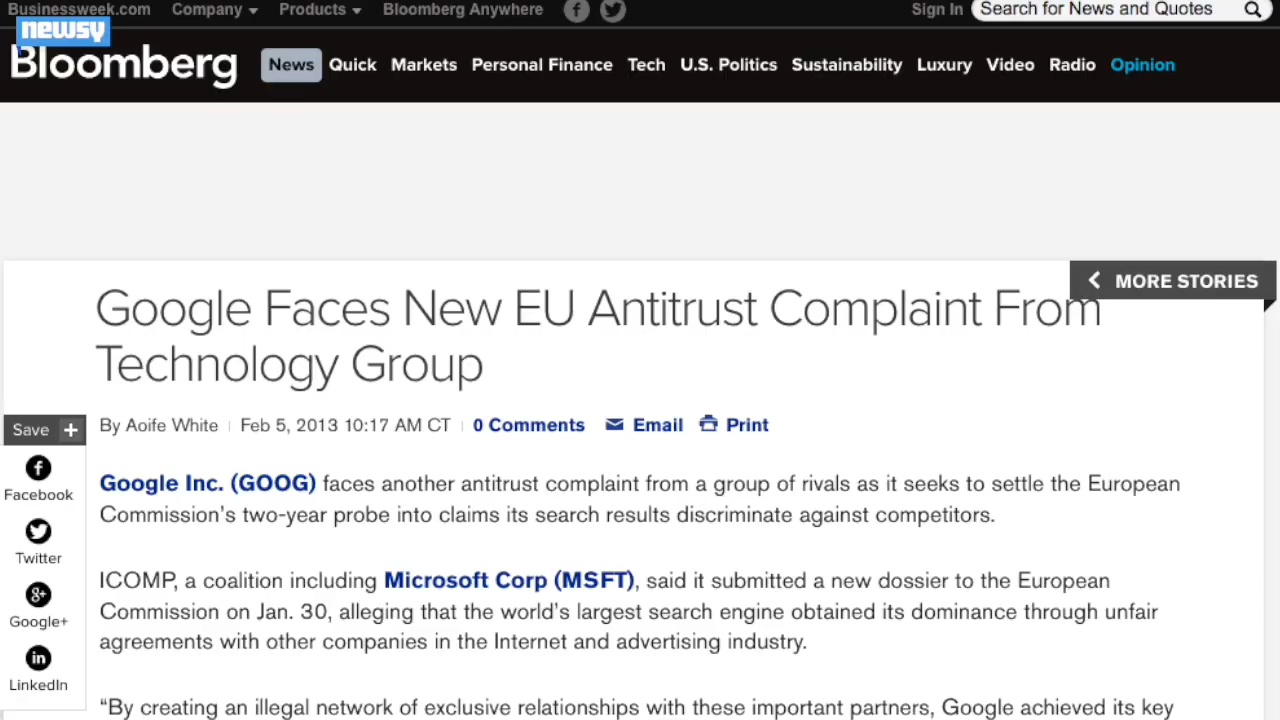 Businessweek.com Company Products Bloomberg Anywhere Sign In Search for News and Quotes
newsy
Bloomberg News Quick Markets Personal Finance Tech U.S. Politics Sustainability Luxury Video Radio Opinion
MORE STORIES
Google Faces New EU Antitrust Complaint From
Technology Group
Save +
By Aoife White | Feb 5, 2013 10:17 AM CT | 0 Comments Email Print
Facebook
Twitter
Google+
LinkedIn
Google Inc. (GOOG) faces another antitrust complaint from a group of rivals as it seeks to settle the European
Commission's two-year probe into claims its search results discriminate against competitors.
ICOMP, a coalition including Microsoft Corp (MSFT), said it submitted a new dossier to the European
Commission on Jan. 30, alleging that the world's largest search engine obtained its dominance through unfair
agreements with other companies in the Internet and advertising industry.
“By creating an illegal network of exclusive relationships with these important partners, Google achieved its key